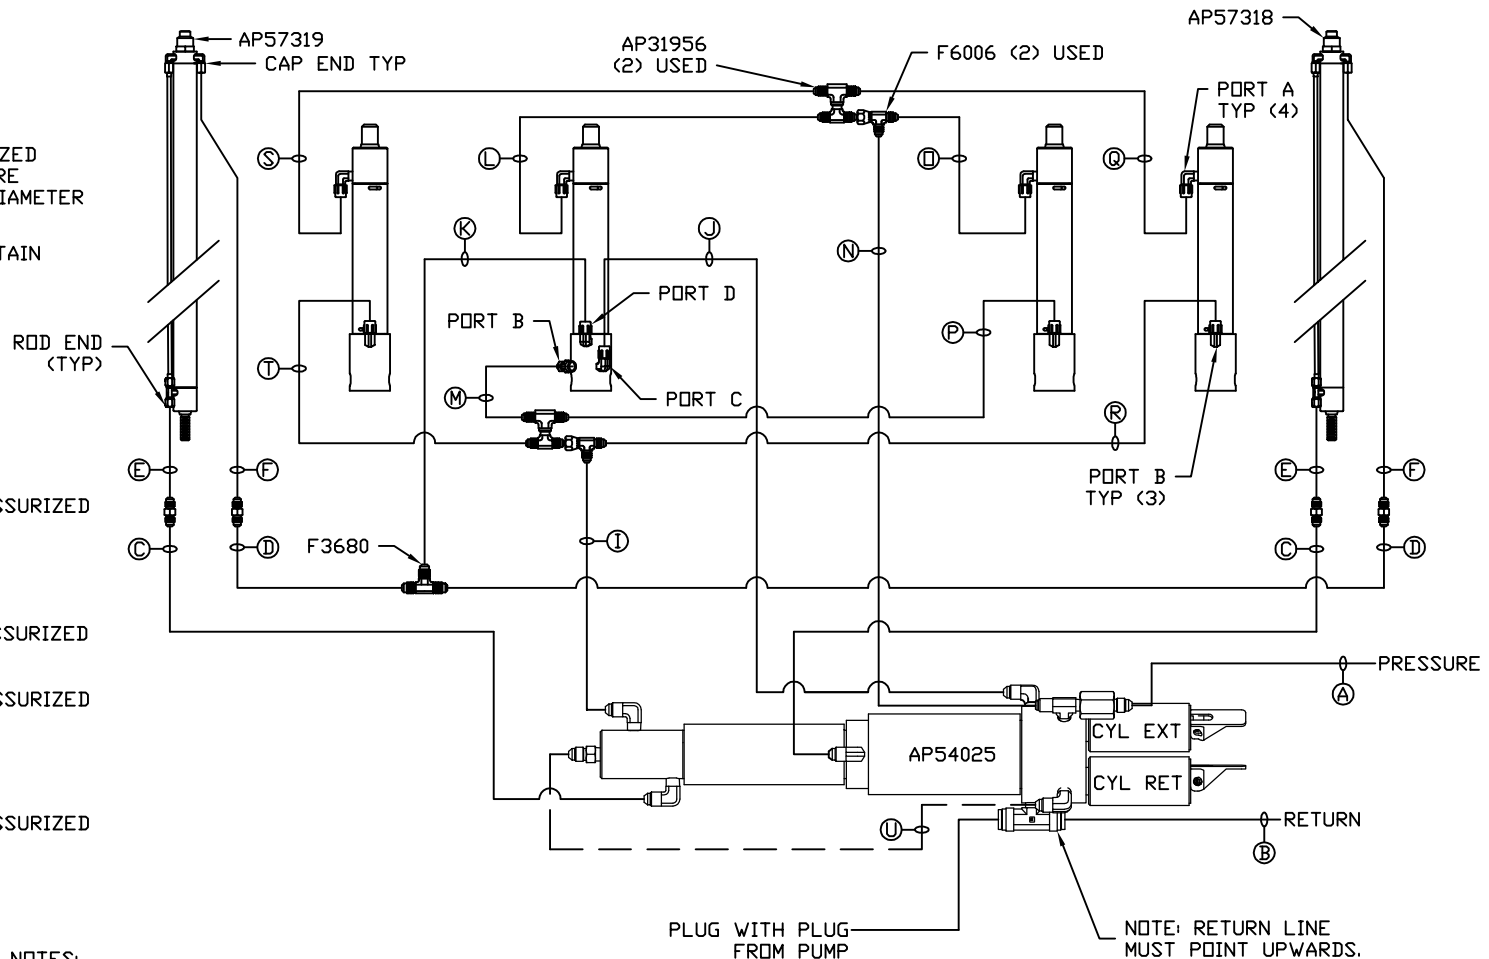 AP57319
CAP END TYP
AP31956
(2) USED
F6006 (2) USED
AP57318
PORT A
TYP (4)
IZED
RE
IAMETER
TAIN
S
L
O
Q
K
J
N
PORT D
PORT B
ROD END
(TYP)
T
P
M
PORT C
R
E
F
PORT B
TYP (3)
E
F
SSURIZED
C
D
F3680
I
C
D
SSURIZED
PRESSURE
A
SSURIZED
CYL EXT
AP54025
CYL RET
SSURIZED
U
RETURN
B
PLUG WITH PLUG
FROM PUMP
NOTE: RETURN LINE
MUST POINT UPWARDS.
NOTES: